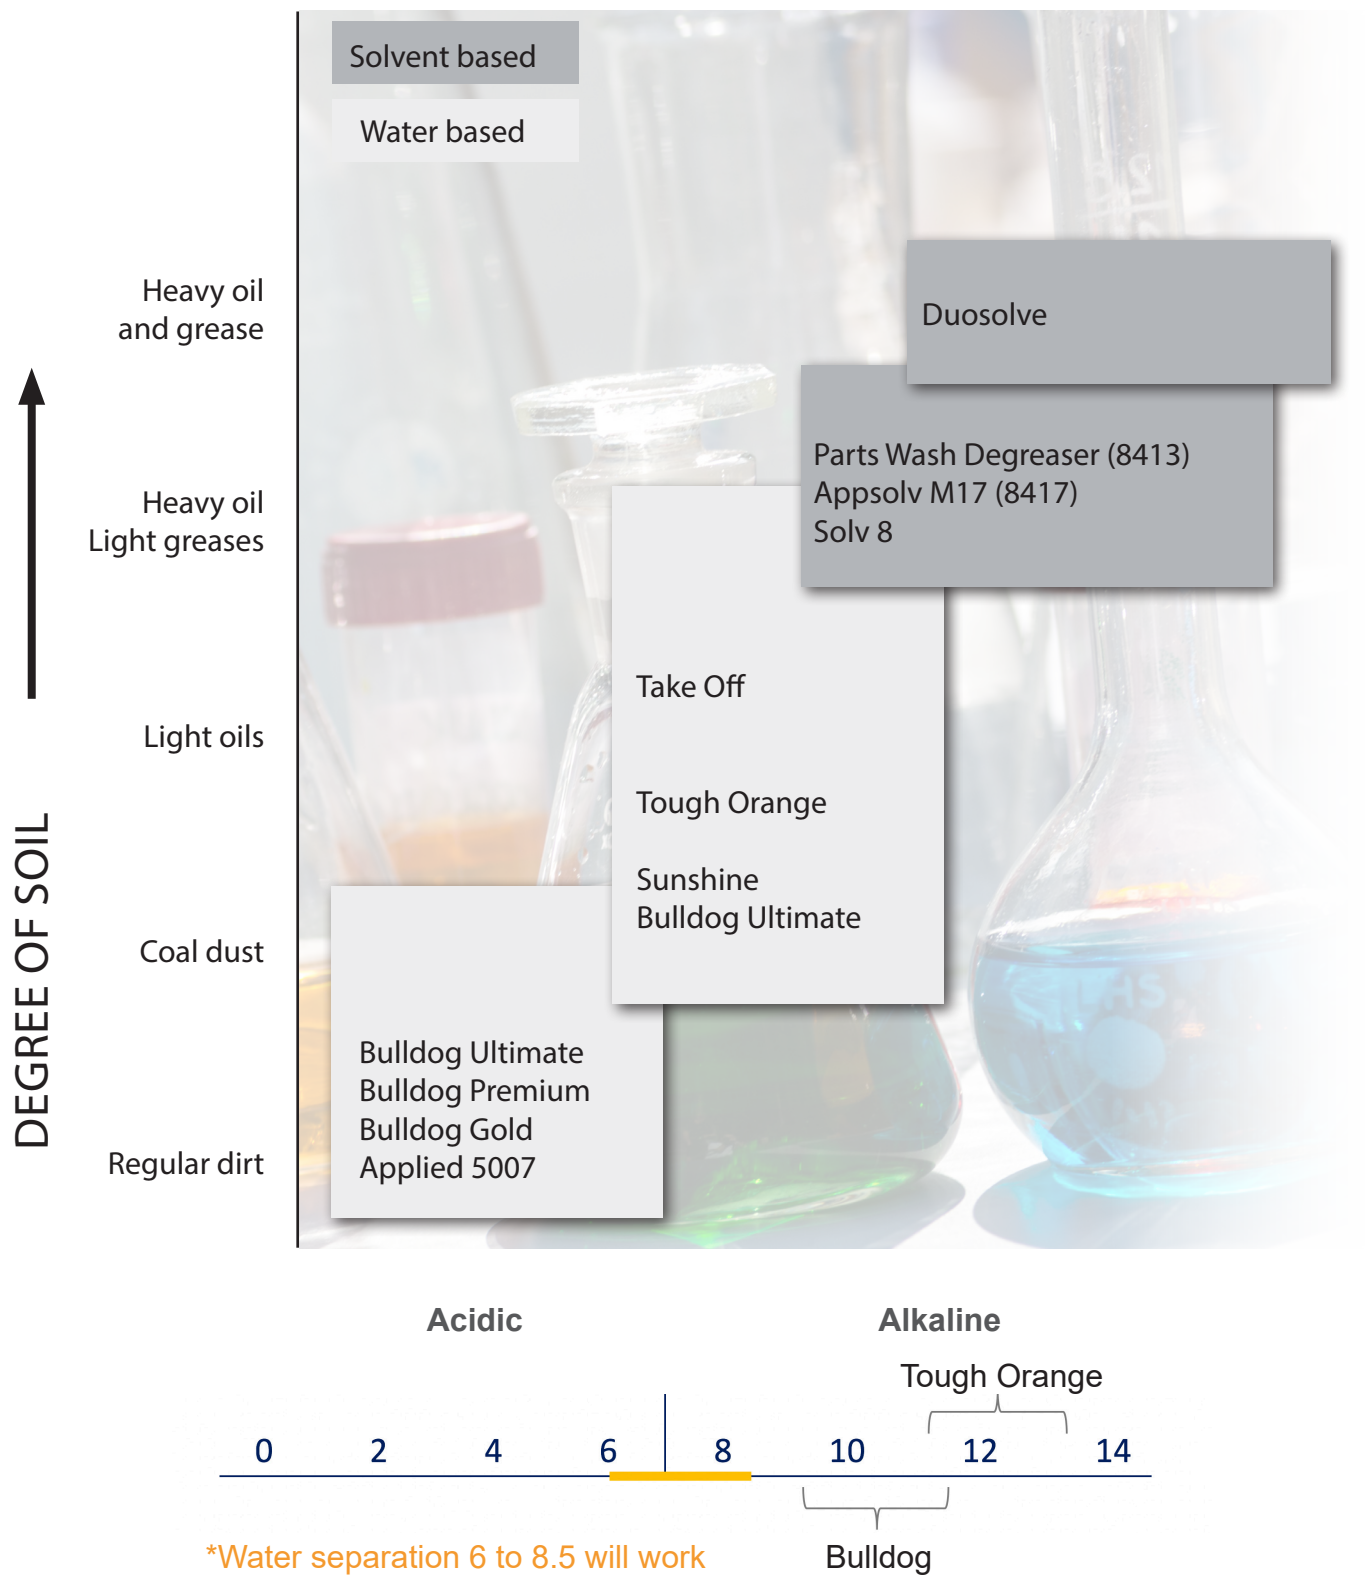 Solvent based
Water based
Heavy oil
and grease
Duosolve
Parts Wash Degreaser (8413)
Appsolv M17 (8417)
Solv 8
Heavy oil
Light greases
Take Off
Light oils
Tough Orange
Sunshine
Bulldog Ultimate
Coal dust
Bulldog Ultimate
Bulldog Premium
Bulldog Gold
Applied 5007
Regular dirt
DEGREE OF SOIL
Acidic
Alkaline
Tough Orange
0 2 4 6 8 10 12 14
*Water separation 6 to 8.5 will work
Bulldog